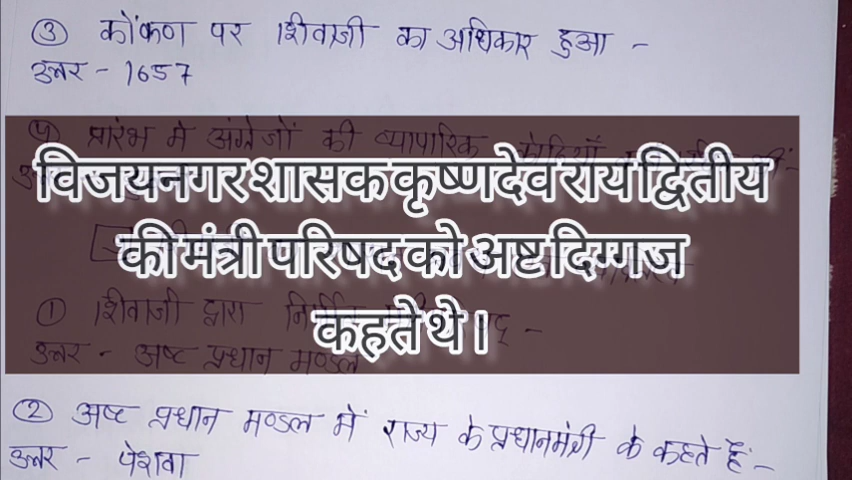 ③ कोंकण पर शिवाजी का अधिकार हुआ -
उत्तर - 1657
④ प्रारंभ में अंग्रेजों की व्यापारिक
विजयनगर शासक कृष्णदेव राय द्वितीय
की मंत्री परिषद को अष्ट दिग्गज
कहते थे ।
① शिवाजी द्वारा
उत्तर - अष्ट प्रधान मण्डल
② अष्ट प्रधान मण्डल में राज्य के प्रधानमंत्री के कहते हैं -
उत्तर - पेशवा